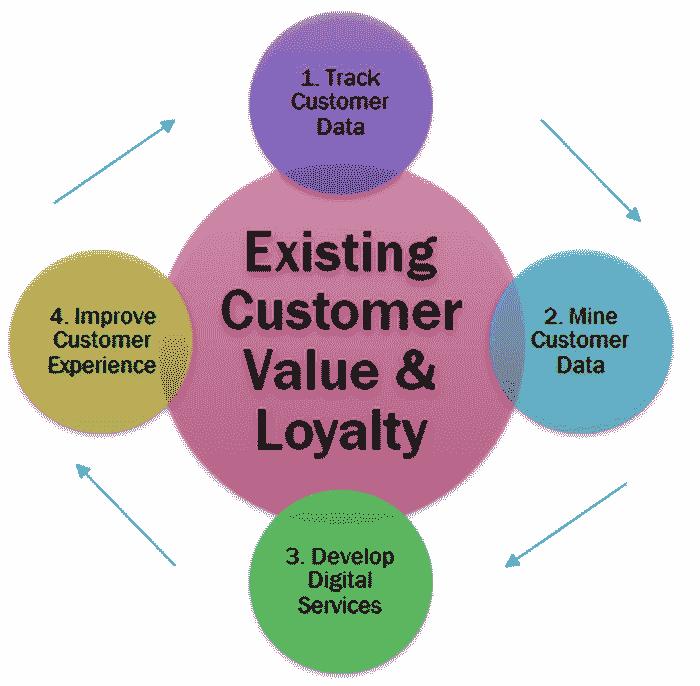 1. Track
Customer
Data
Existing
Customer
Value &
Loyalty
2. Mine
Customer
Data
3. Develop
Digital
Services
4. Improve
Customer
Experience